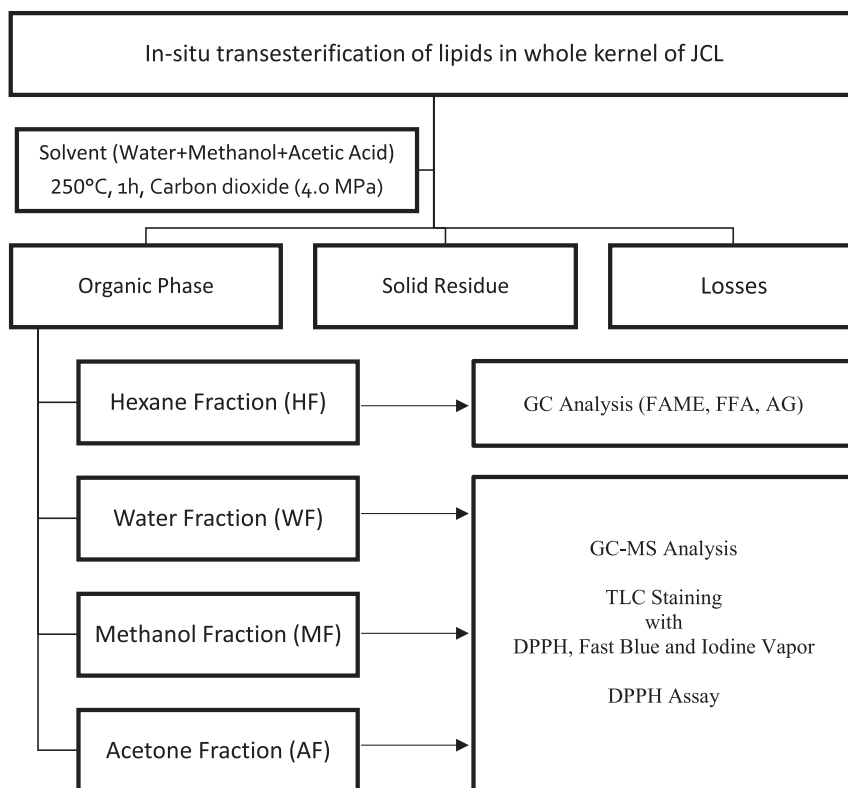 In-situ transesterification of lipids in whole kernel of JCL
Solvent (Water+Methanol+Acetic Acid)
250°C, 1h, Carbon dioxide (4.0 MPa)
Organic Phase
Solid Residue
Losses
Hexane Fraction (HF)
GC Analysis (FAME, FFA, AG)
Water Fraction (WF)
Methanol Fraction (MF)
Acetone Fraction (AF)
GC-MS Analysis
TLC Staining
with
DPPH, Fast Blue and Iodine Vapor
DPPH Assay